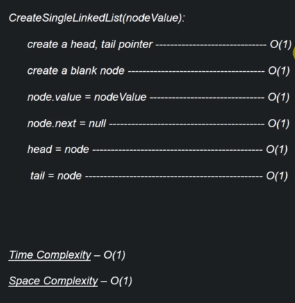 CreateSingleLinkedList(nodeValue):
create a head, tail pointer ------------------------------ O(1)
create a blank node -------------------------------------- O(1)
node.value = nodeValue -------------------------------- O(1)
node.next = null ------------------------------------------- O(1)
head = node ------------------------------------------------ O(1)
tail = node -------------------------------------------------- O(1)
Time Complexity – O(1)
Space Complexity – O(1)